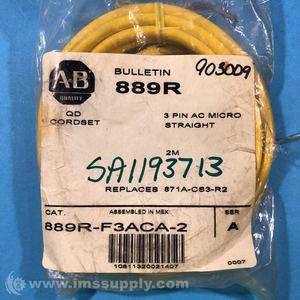 BULLETIN
889R
903009
AB
QUALITY
QD
CORDSET
3 PIN AC MICRO
STRAIGHT
2M
SA1193713
REPLACES 871A-CS3-R2
CAT.
ASSEMBLED IN MEX.
SER
889R-F3ACA-2
A
10611320021407
0007
© www.imssupply.com